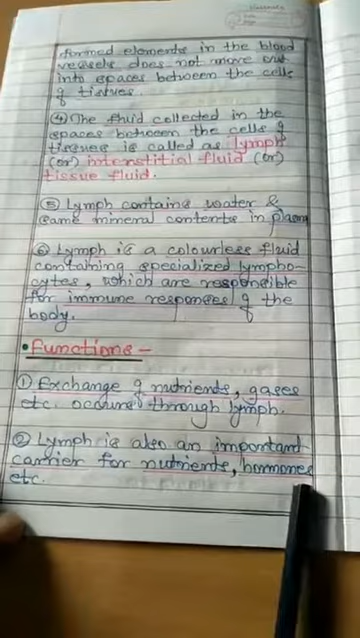 formed elements in the blood
vessels does not move out
into spaces between the cells
of tissues.
④ The fluid collected in the
spaces between the cells of
tissues is called as lymph
(or) interstitial fluid (or)
tissue fluid.
⑤ Lymph contains water &
same mineral contents in plasma
⑥ Lymph is a colourless fluid
containing specialized lympho-
cytes, which are responsible
for immune responses of the
body.
• Functions –
① Exchange of nutrients, gases
etc. occurs through lymph.
② Lymph is also an important
carrier for nutrients, hormones
etc.